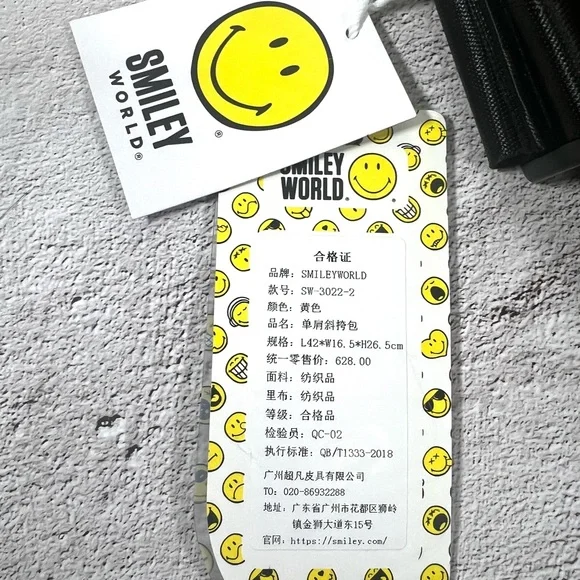 SMILEY
WORLD®
®
SMILEY
WORLD®
®
合格证
品牌: SMILEYWORLD
款号: SW-3022-2
颜色: 黄色
品名: 单肩斜挎包
规格: L42*W16.5*H26.5cm
统一零售价: 628.00
面料: 纺织品
里布: 纺织品
等级: 合格品
检验员: QC-02
执行标准: QB/T1333-2018
广州超凡皮具有限公司
TO: 020-86932288
地址: 广东省广州市花都区狮岭
镇金狮大道东15号
官网: https://smiley.com/